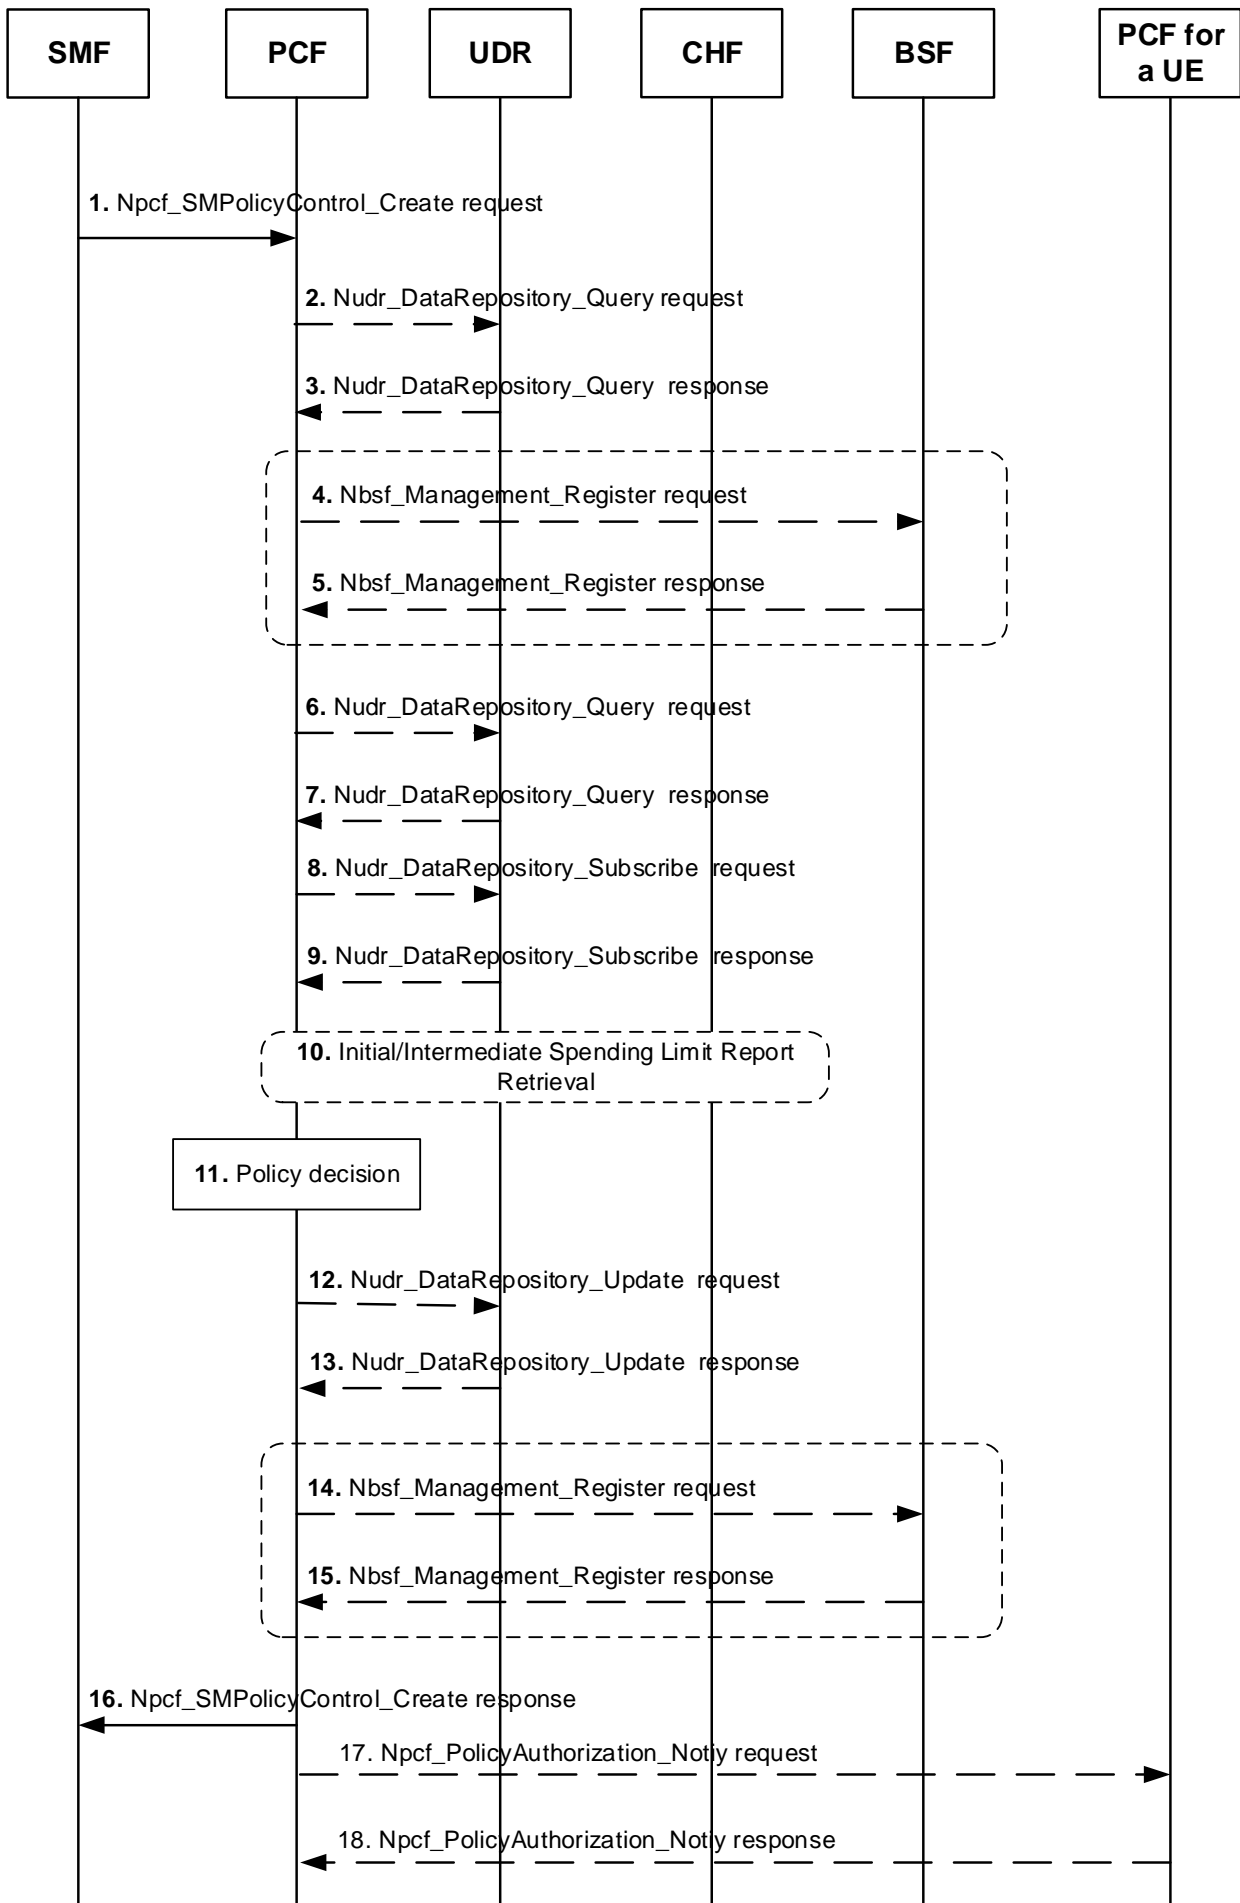 SMF
PCF
UDR
CHF
BSF
PCF for
a UE
1. Npcf_SMPolicyControl_Create request
2. Nudr_DataRepository_Query request
3. Nudr_DataRepository_Query response
4. Nbsf_Management_Register request
5. Nbsf_Management_Register response
6. Nudr_DataRepository_Query request
7. Nudr_DataRepository_Query response
8. Nudr_DataRepository_Subscribe request
9. Nudr_DataRepository_Subscribe response
10. Initial/Intermediate Spending Limit Report
Retrieval
11. Policy decision
12. Nudr_DataRepository_Update request
13. Nudr_DataRepository_Update response
14. Nbsf_Management_Register request
15. Nbsf_Management_Register response
16. Npcf_SMPolicyControl_Create response
17. Npcf_PolicyAuthorization_Notiy request
18. Npcf_PolicyAuthorization_Notiy response